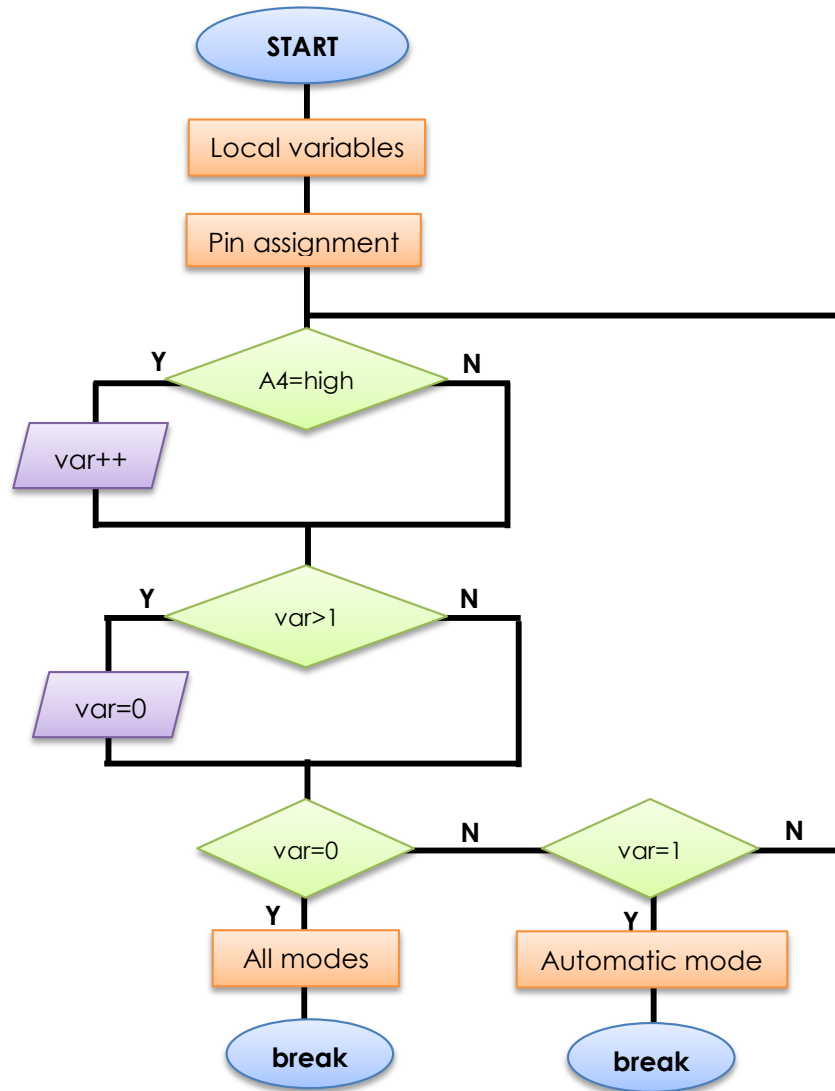 START
Local variables
Pin assignment
Y
N
A4=high
var++
Y
N
var>1
var=0
var=0
N
var=1
N
Y
Y
All modes
Automatic mode
break
break